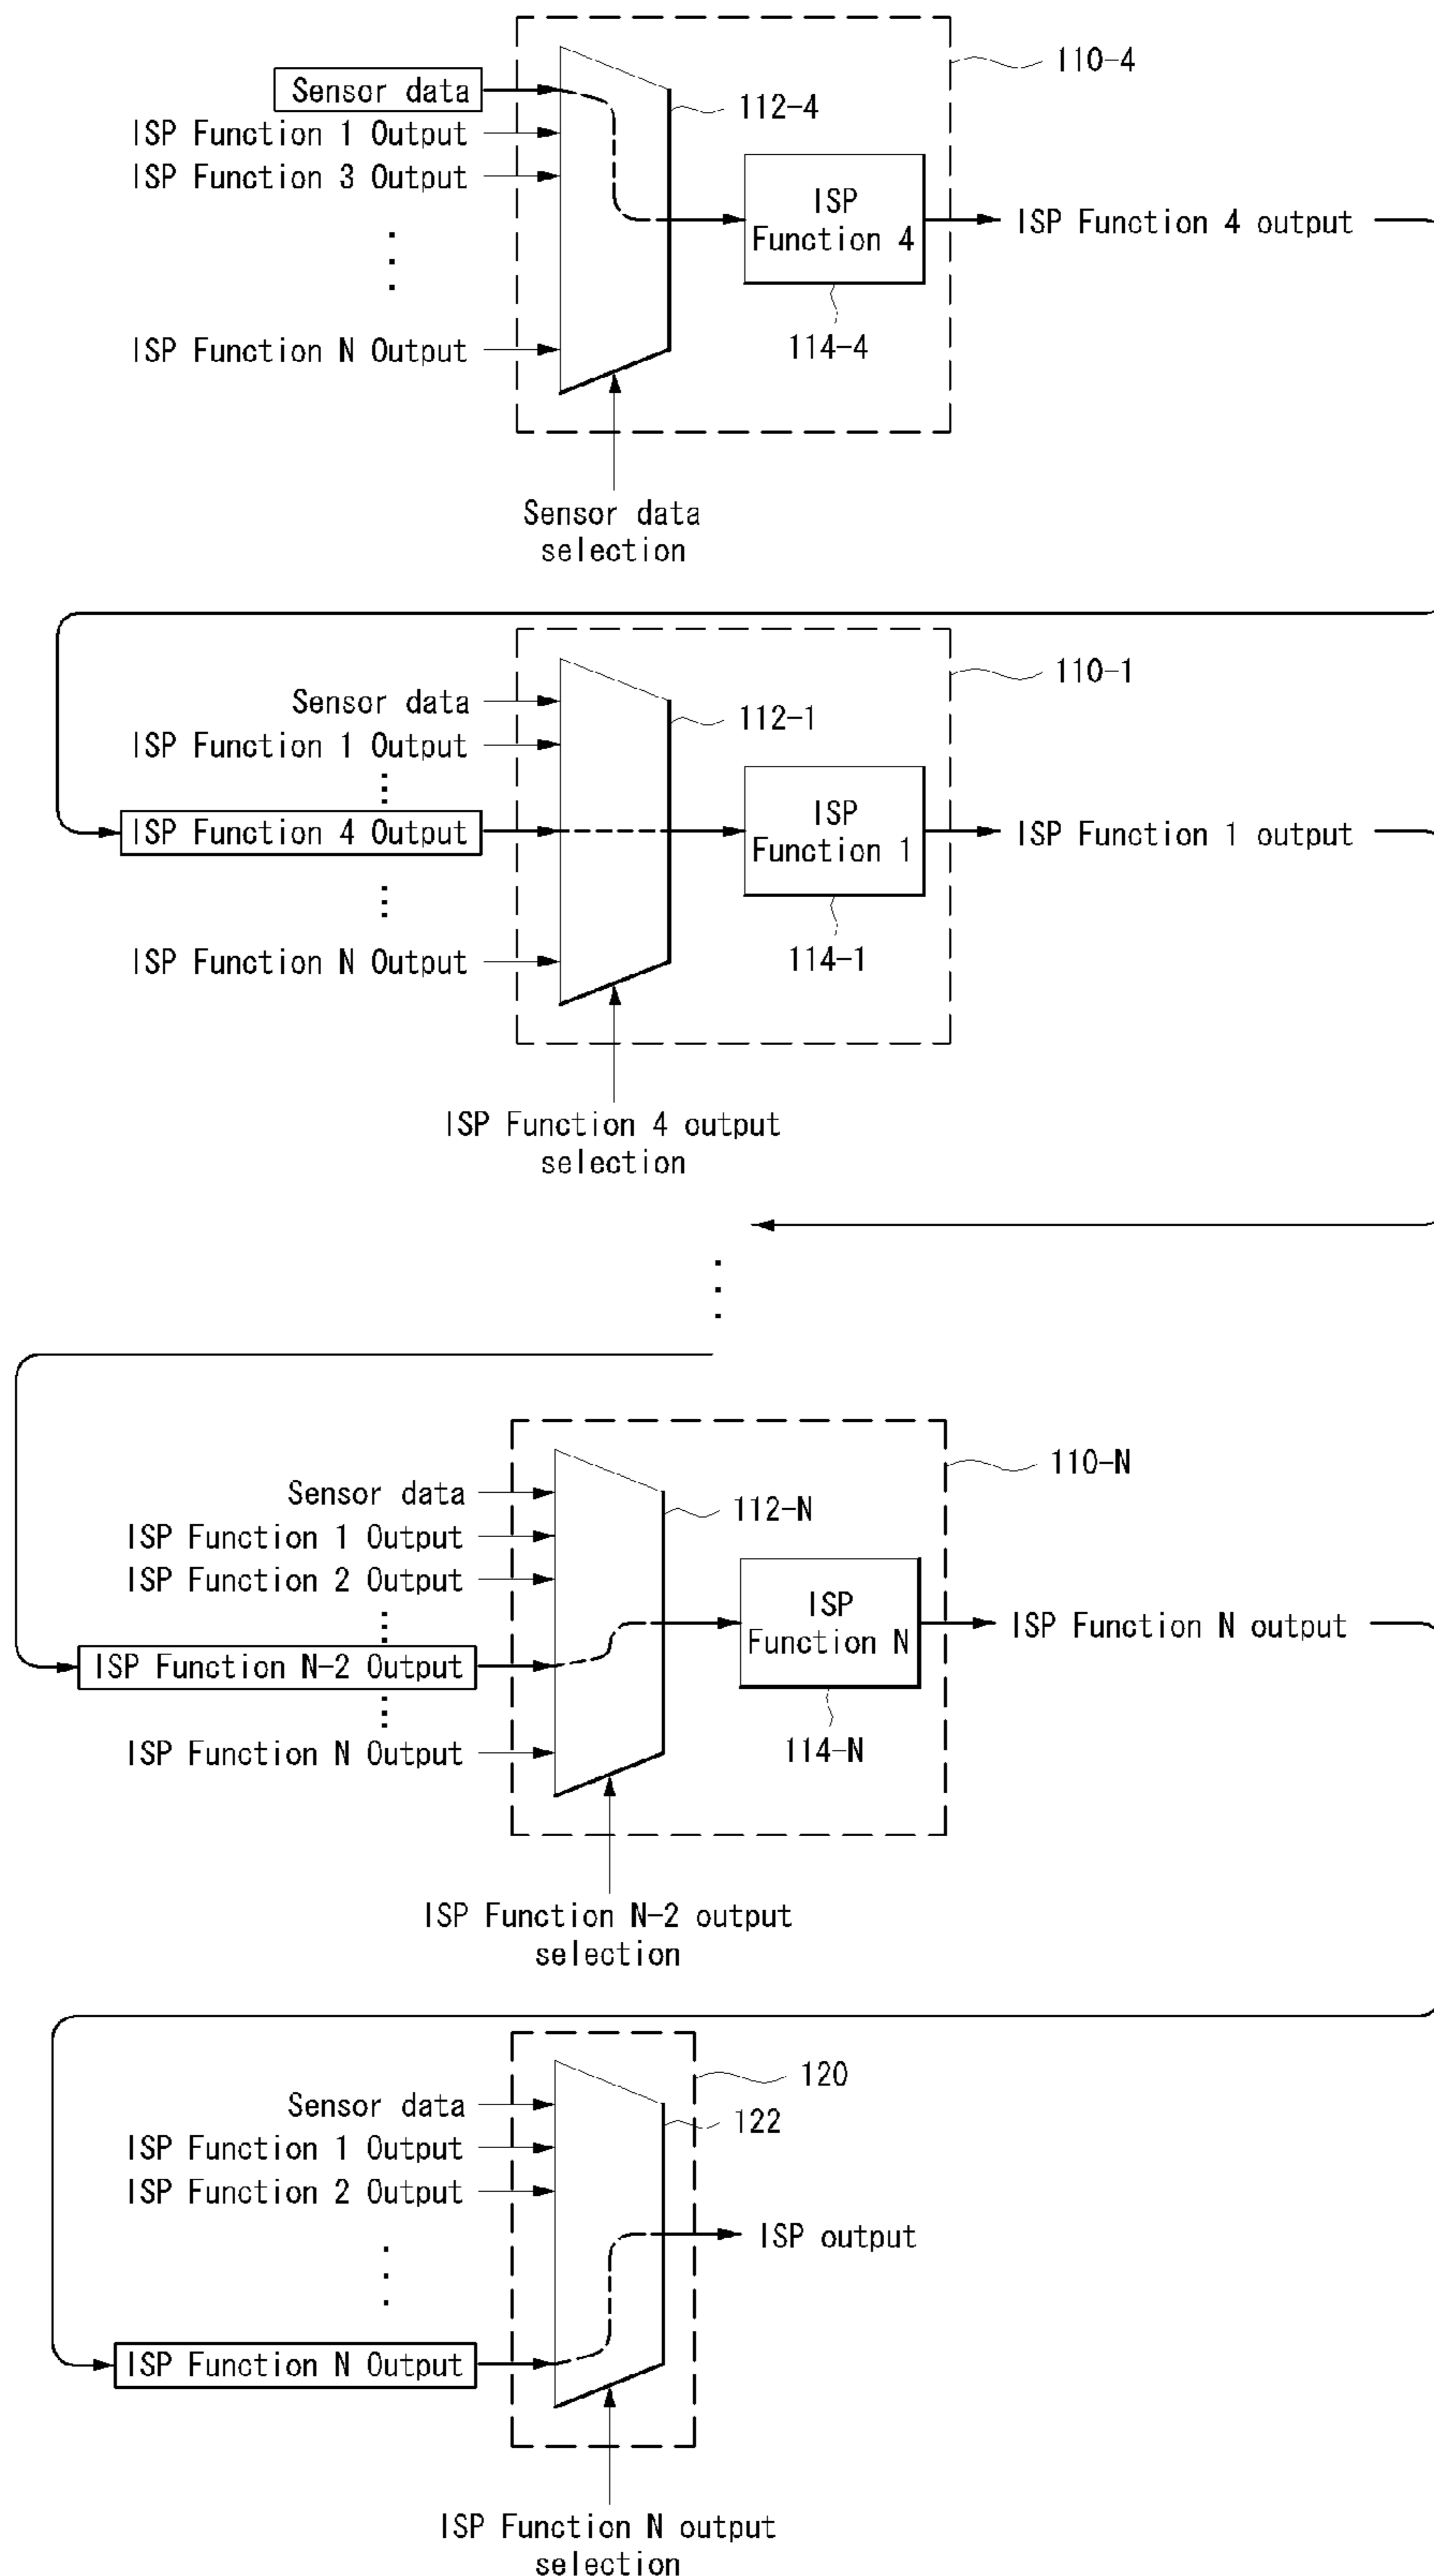 110-4
Sensor data
112-4
ISP Function 1 Output
ISP Function 3 Output
ISP
Function 4
ISP Function 4 output
114-4
ISP Function N Output
Sensor data
selection
110-1
Sensor data
112-1
ISP Function 1 Output
ISP Function 4 Output
ISP
Function 1
ISP Function 1 output
114-1
ISP Function N Output
ISP Function 4 output
selection
110-N
Sensor data
112-N
ISP Function 1 Output
ISP Function 2 Output
ISP
Function N
ISP Function N output
ISP Function N-2 Output
114-N
ISP Function N Output
ISP Function N-2 output
selection
120
Sensor data
122
ISP Function 1 Output
ISP Function 2 Output
ISP output
ISP Function N Output
ISP Function N output
selection